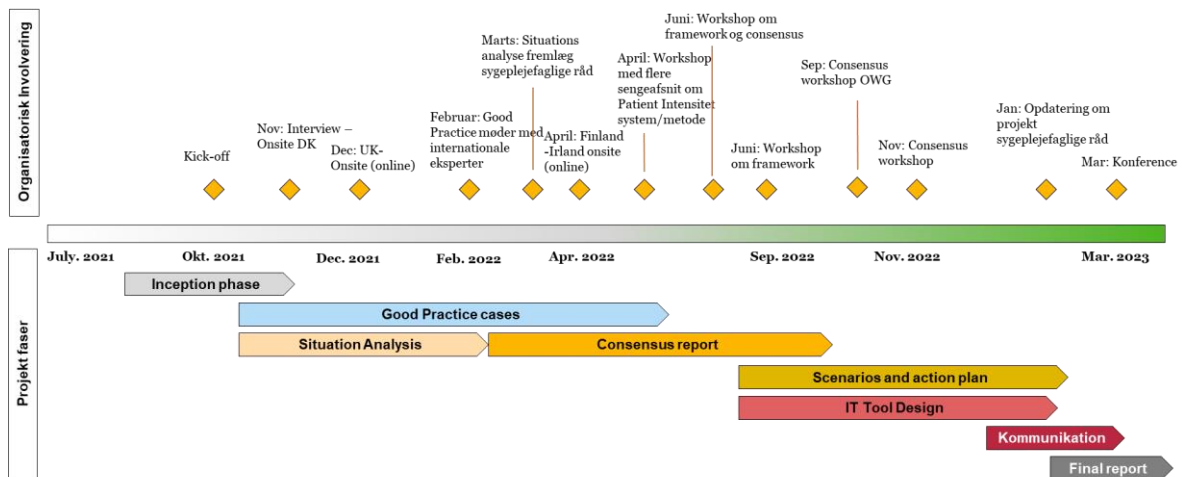 Organisatorisk Involvering
Kick-off
Nov: Interview –
Onsite DK
Dec: UK-
Onsite (online)
Februar: Good
Practice møder med
internationale
eksperter
Marts: Situations
analyse fremlæg
sygeplejefaglige råd
April: Finland
-Irland onsite
(online)
April: Workshop
med flere
sengeafsnit om
Patient Intensitet
system/metode
Juni: Workshop om
framework og consensus
Juni: Workshop
om framework
Sep: Consensus
workshop OWG
Nov: Consensus
workshop
Jan: Opdatering om
projekt
sygeplejefaglige råd
Mar: Konference
July. 2021
Okt. 2021
Dec. 2021
Feb. 2022
Apr. 2022
Sep. 2022
Nov. 2022
Mar. 2023
Projekt faser
Inception phase
Good Practice cases
Situation Analysis
Consensus report
Scenarios and action plan
IT Tool Design
Kommunikation
Final report